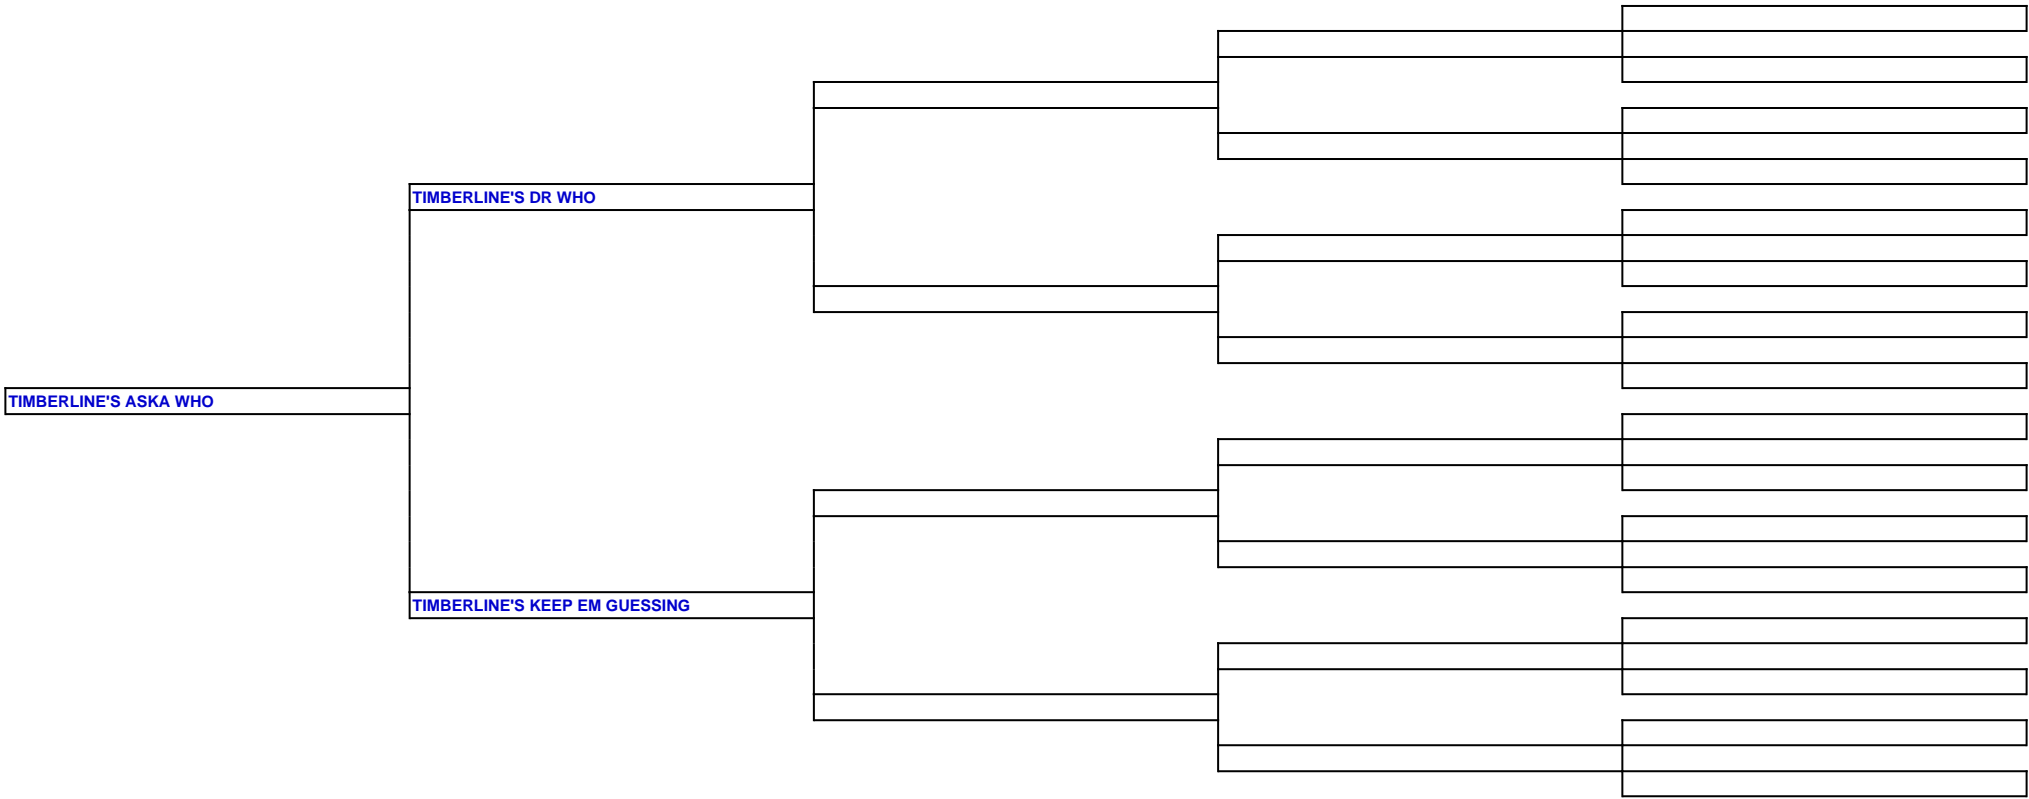 TIMBERLINE'S DR WHO
TIMBERLINE'S ASKA WHO
TIMBERLINE'S KEEP EM GUESSING